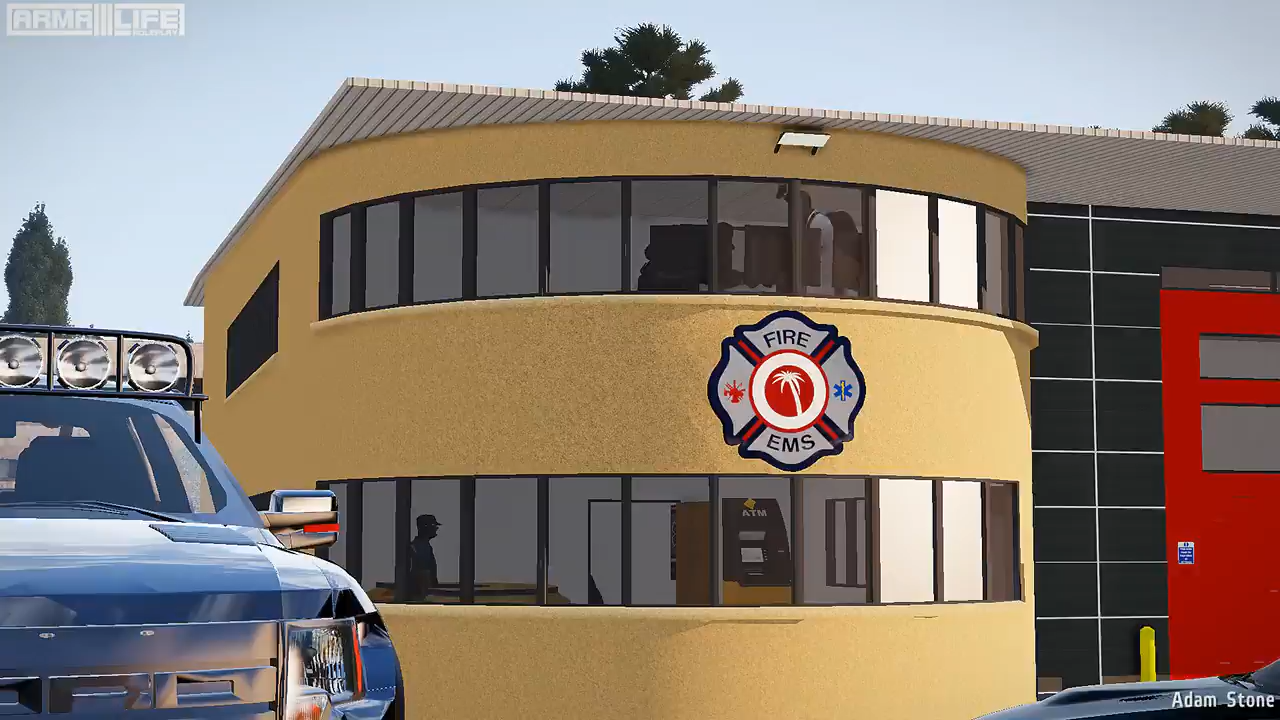 ARMA LIFE
ROLEPLAY
FIRE
EMS
ATM
Adam Stone